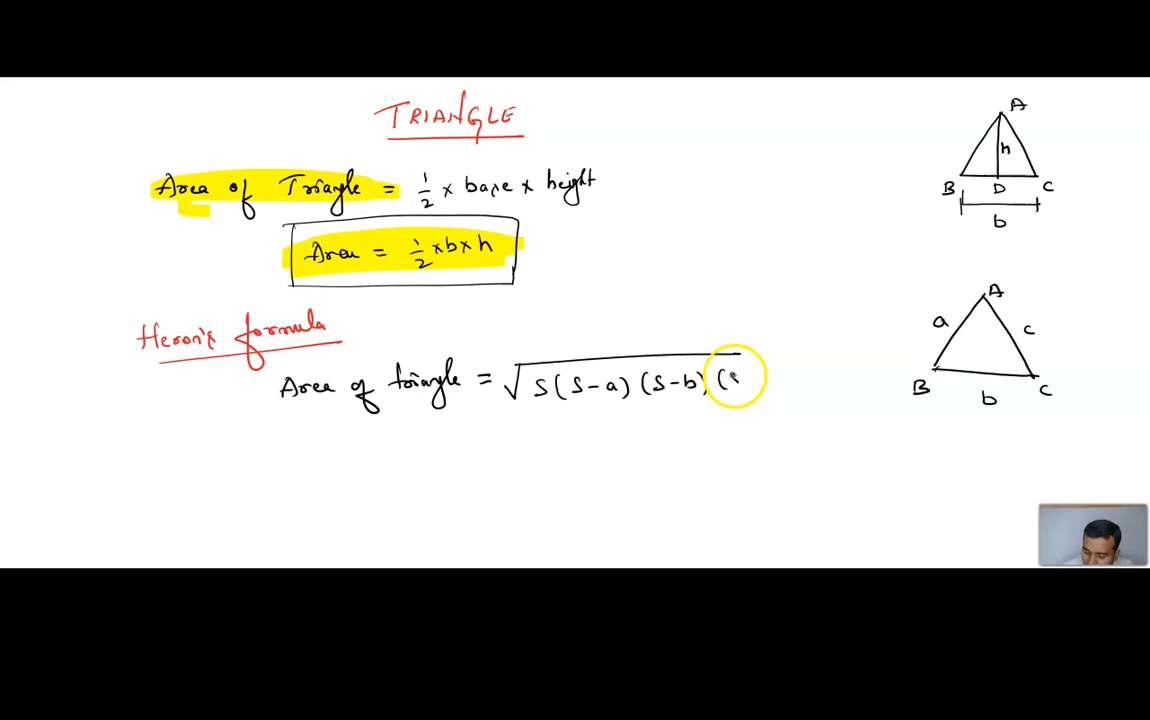 TRIANGLE
Area of Triangle = 1/2 × base × height
Area = 1/2 × b × h
Heron's formula
Area of triangle = √S(S-a)(S-b)(s
A
h
B D C
b
A
a c
B C
b